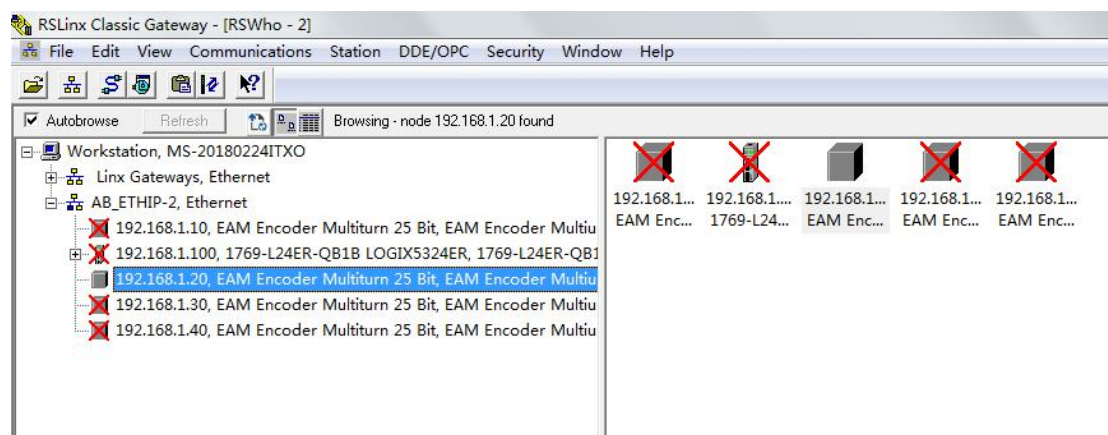 RSLinx Classic Gateway - [RSWho - 2]
File Edit View Communications Station DDE/OPC Security Window Help
Autobrowse Refresh Browsing - node 192.168.1.20 found
Workstation, MS-20180224ITXO
Linx Gateways, Ethernet
AB_ETHIP-2, Ethernet
192.168.1.10, EAM Encoder Multiturn 25 Bit, EAM Encoder Multiu
192.168.1.100, 1769-L24ER-QB1B LOGIX5324ER, 1769-L24ER-QB1
192.168.1.20, EAM Encoder Multiturn 25 Bit, EAM Encoder Multiu
192.168.1.30, EAM Encoder Multiturn 25 Bit, EAM Encoder Multiu
192.168.1.40, EAM Encoder Multiturn 25 Bit, EAM Encoder Multiu
192.168.1... 192.168.1.... 192.168.1... 192.168.1... 192.168.1...
EAM Enc... 1769-L24... EAM Enc... EAM Enc... EAM Enc...